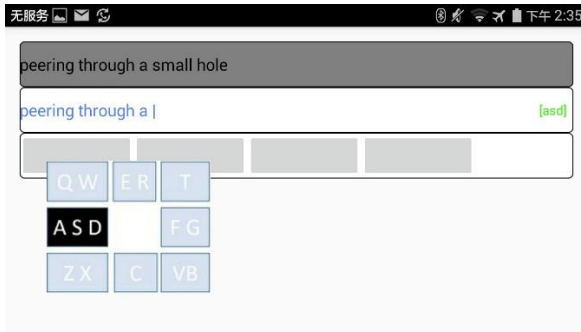 无服务 下午 2:35
peering through a small hole
peering through a | [asd]
Q W E R T
A S D F G
Z X C V B